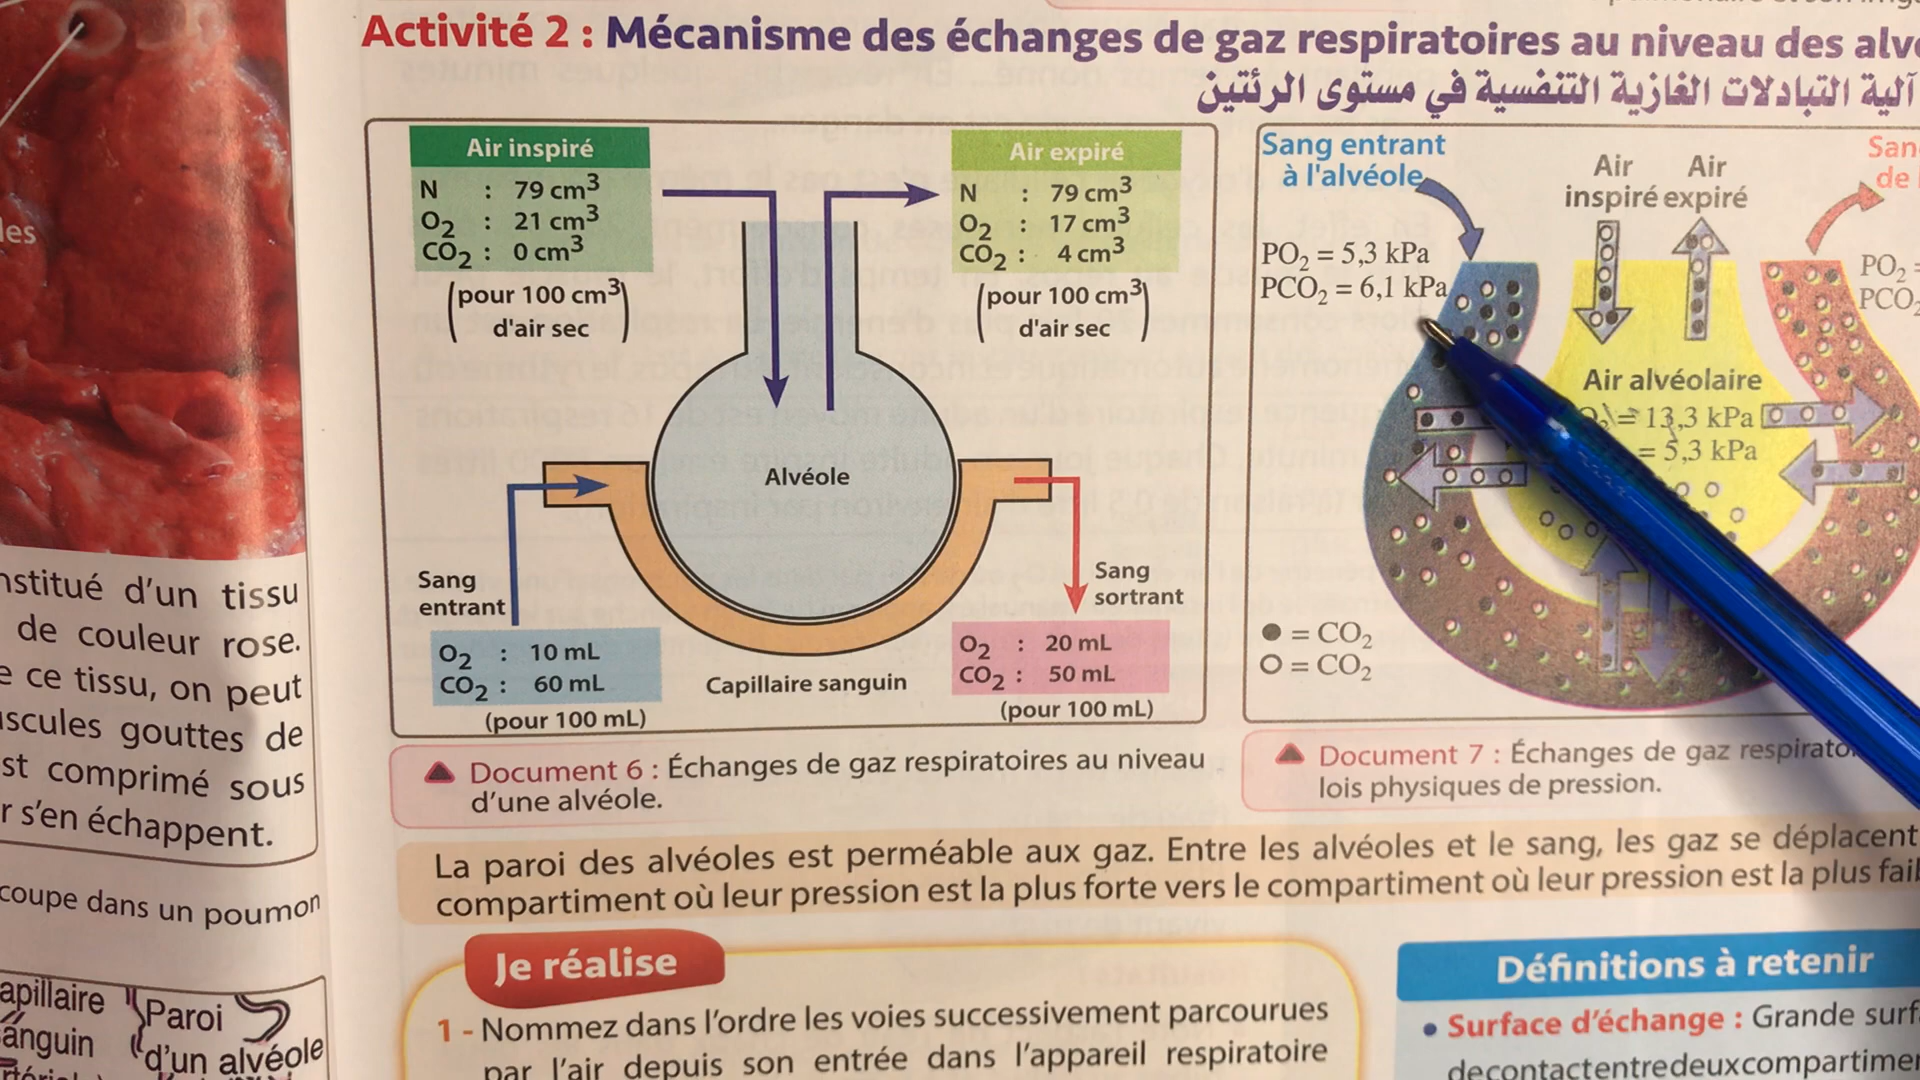 Activité 2 : Mécanisme des échanges de gaz respiratoires au niveau des
آلية التبادلات الغازية التنفسية في مستوى الرئتين
Air inspiré
N : 79 cm³
O₂ : 21 cm³
CO₂ : 0 cm³
(pour 100 cm³)
d'air sec
Air expiré
N : 79 cm³
O₂ : 17 cm³
CO₂ : 4 cm³
(pour 100 cm³)
d'air sec
Alvéole
Sang
entrant
O₂ : 10 mL
CO₂ : 60 mL
(pour 100 mL)
Capillaire sanguin
Sang
sortrant
O₂ : 20 mL
CO₂ : 50 mL
(pour 100 mL)
Document 6 : Échanges de gaz respiratoires au niveau
d'une alvéole.
Sang entrant
à l'alvéole
PO₂ = 5,3 kPa
PCO₂ = 6,1 kPa
Air inspiré
Air expiré
de
PO₂ =
Air alvéolaire
= 13,3 kPa
= 5,3 kPa
● = CO₂
O = CO₂
Document 7 : Échanges de gaz
lois physiques de pression.
La paroi des alvéoles est perméable aux gaz. Entre les alvéoles et le sang, les gaz se déplacent
compartiment où leur pression est la plus forte vers le compartiment où leur pression est la plus
Je réalise
1 - Nommez dans l'ordre les voies successivement parcourues
par l'air depuis son entrée dans l'appareil respiratoire
Définitions à retenir
• Surface d'échange : Grande
de contact entre deux
d'un tissu
de couleur rose.
ce tissu, on peut
gouttes de
comprimé sous
s'en échappent.
coupe dans un poumon
Paroi
d'un alvéole